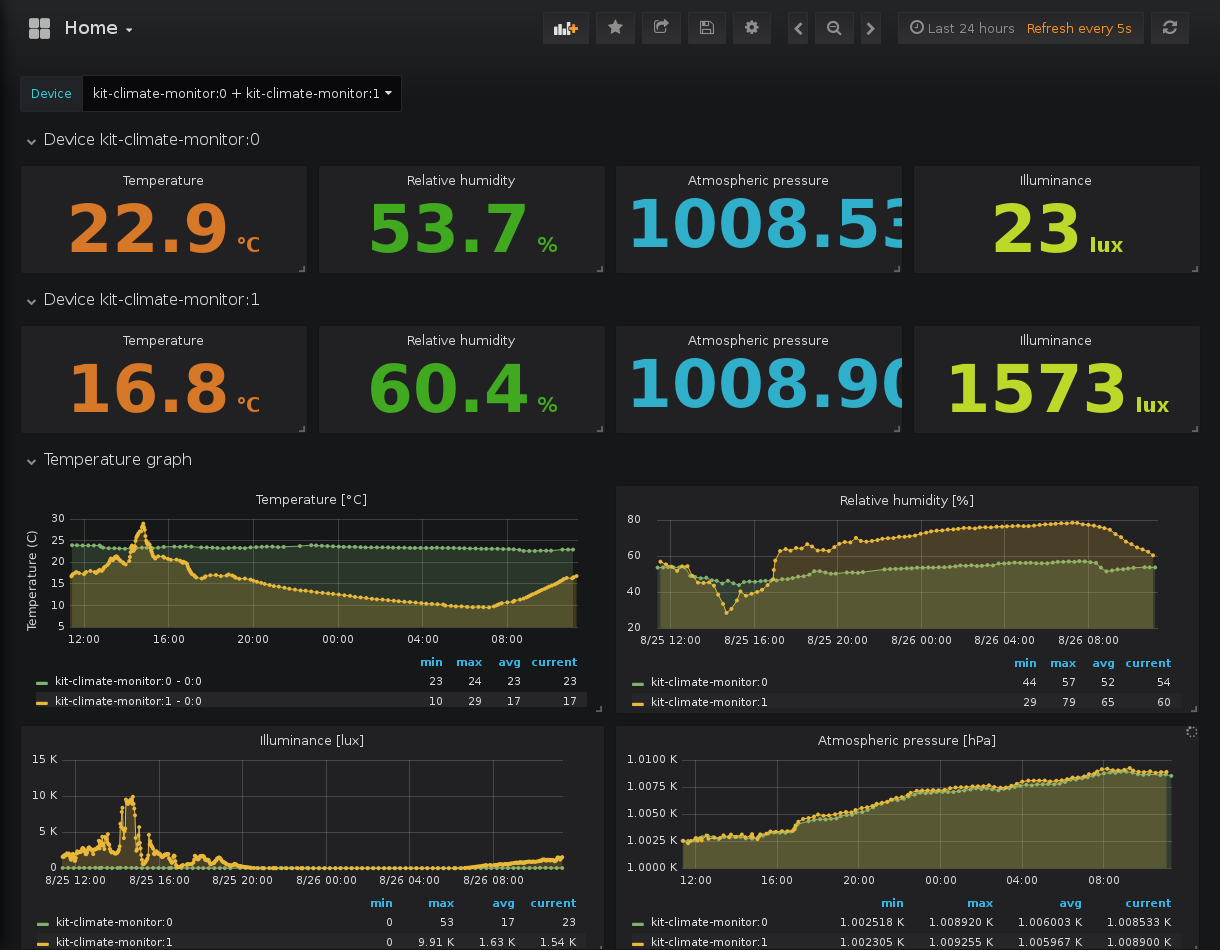 Home
Last 24 hours Refresh every 5s
Device kit-climate-monitor:0 + kit-climate-monitor:1
Device kit-climate-monitor:0
Temperature Relative humidity Atmospheric pressure Illuminance
22.9 °C 53.7 % 1008.53 23 lux
Device kit-climate-monitor:1
Temperature Relative humidity Atmospheric pressure Illuminance
16.8 °C 60.4 % 1008.90 1573 lux
Temperature graph
Temperature [°C]
Temperature (C)
30
25
20
15
10
5
12:00 16:00 20:00 00:00 04:00 08:00
min max avg current
kit-climate-monitor:0 - 0:0 23 24 23 23
kit-climate-monitor:1 - 0:0 10 29 17 17
Relative humidity [%]
80
60
40
20
8/25 12:00 8/25 16:00 8/25 20:00 8/26 00:00 8/26 04:00 8/26 08:00
min max avg current
kit-climate-monitor:0 44 57 52 54
kit-climate-monitor:1 29 79 65 60
Illuminance [lux]
15 K
10 K
5 K
0
8/25 12:00 8/25 16:00 8/25 20:00 8/26 00:00 8/26 04:00 8/26 08:00
min max avg current
kit-climate-monitor:0 0 53 17 23
kit-climate-monitor:1 0 9.91 K 1.63 K 1.54 K
Atmospheric pressure [hPa]
1.0100 K
1.0075 K
1.0050 K
1.0025 K
1.0000 K
12:00 16:00 20:00 00:00 04:00 08:00
min max avg current
kit-climate-monitor:0 1.002518 K 1.008920 K 1.006003 K 1.008533 K
kit-climate-monitor:1 1.002305 K 1.009255 K 1.005967 K 1.008900 K